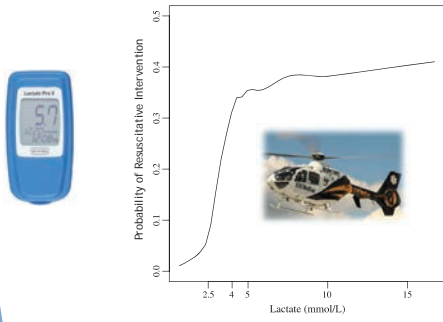 Lactate Pro 2
5.7
Probability of Resuscitative Intervention
0.5
0.4
0.3
0.2
0.1
0.0
2.5 4 5 10 15
Lactate (mmol/L)